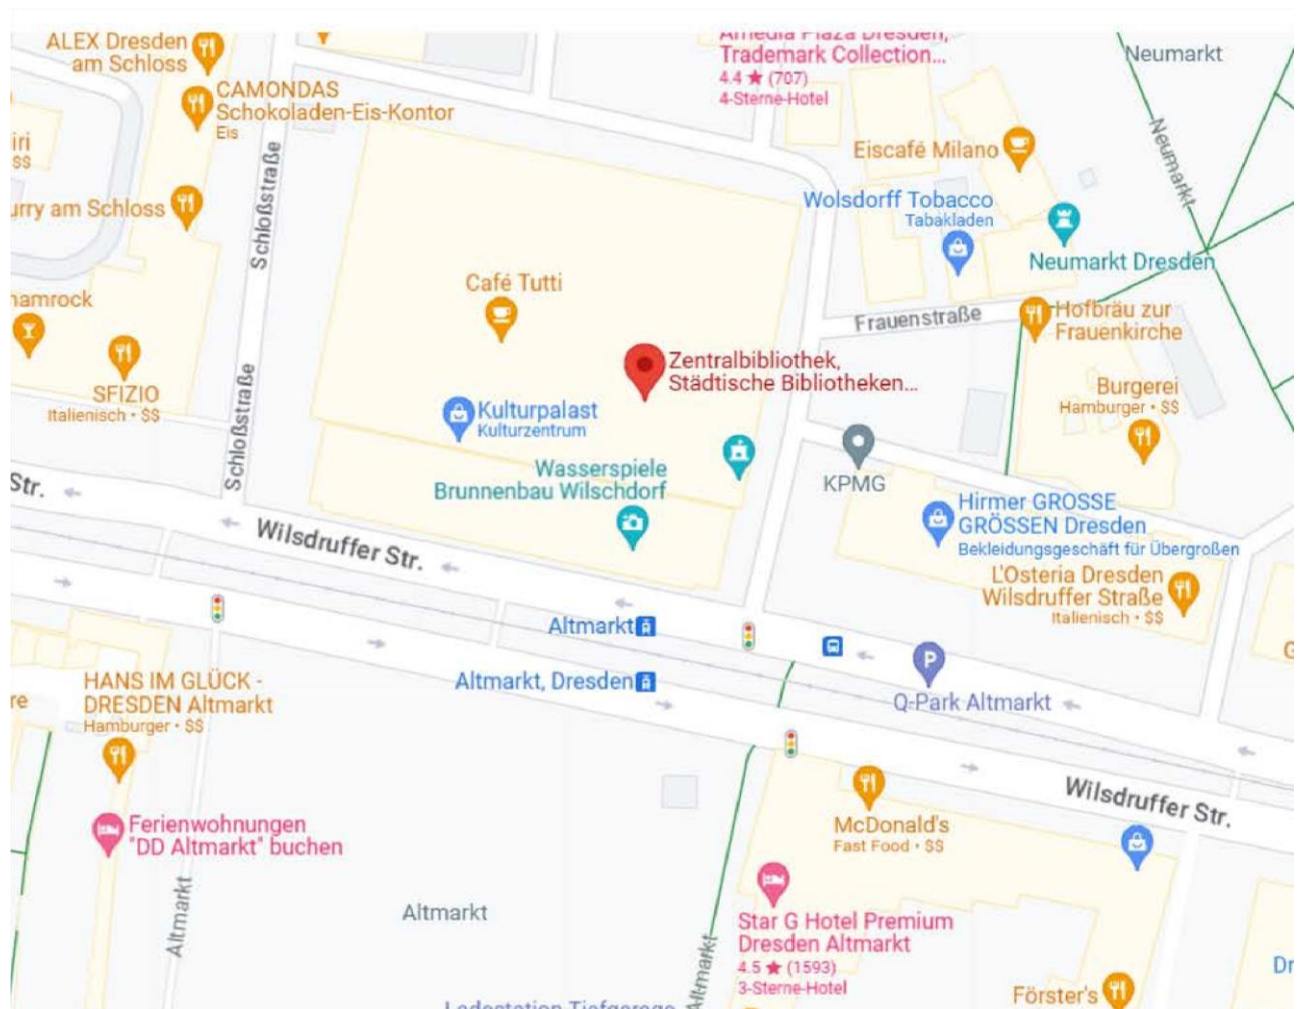 ALEX Dresden
am Schloss
CAMONDAS
Schokoladen-Eis-Kontor
Eis
Trademark Collection...
4.4 ★ (707)
4-Sterne-Hotel
Neumarkt
Neumarkt
iri
$$
urry am Schloss
Schloßstraße
Eiscafé Milano
Wolsdorff Tobacco
Tabakladen
Neumarkt Dresden
Café Tutti
Frauenstraße
Hofbräu zur
Frauenkirche
hamrock
SFIZIO
Italienisch • $$
Schloßstraße
Zentralbibliothek,
Städtische Bibliotheken...
Burgerei
Hamburger • $$
Kulturpalast
Kulturzentrum
Wasserspiele
Brunnenbau Wilschdorf
KPMG
Str.
Wilsdruffer Str.
Hirmer GROSSE
GRÖSSEN Dresden
Bekleidungsgeschäft für Übergroßen
L'Osteria Dresden
Wilsdruffer Straße
Italienisch • $$
Altmarkt
Altmarkt, Dresden
P
Q-Park Altmarkt
G
re
HANS IM GLÜCK -
DRESDEN Altmarkt
Hamburger • $$
Wilsdruffer Str.
McDonald's
Fast Food • $$
Ferienwohnungen
"DD Altmarkt" buchen
Altmarkt
Altmarkt
Altmarkt
Star G Hotel Premium
Dresden Altmarkt
4.5 ★ (1593)
3-Sterne-Hotel
Förster's
Dr